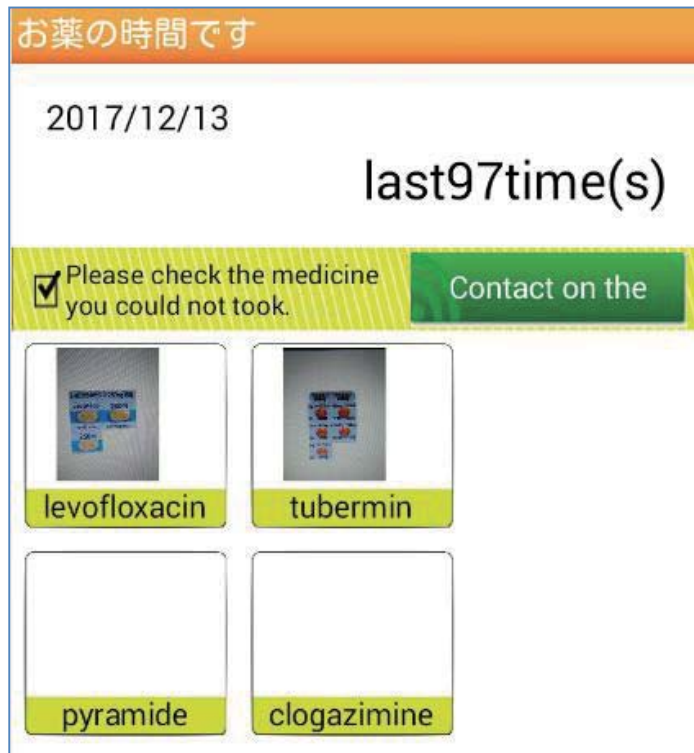 お薬の時間です
2017/12/13
last97time(s)
Please check the medicine
you could not took.
Contact on the
levofloxacin
tubermin
pyramide
clogazimine